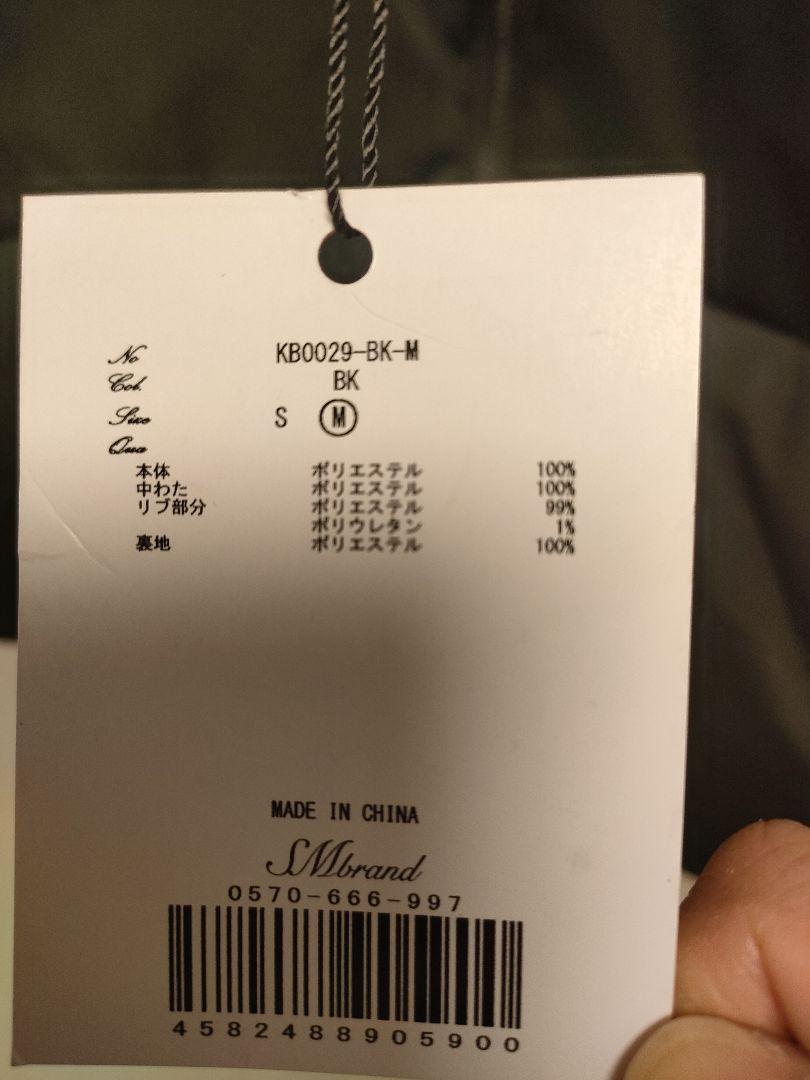 No KB0029-BK-M
Col. BK
Size S M
Qua
本体 ポリエステル 100%
中わた ポリエステル 100%
リブ部分 ポリエステル 99%
ポリウレタン 1%
裏地 ポリエステル 100%
MADE IN CHINA
SMbrand
0570-666-997
4582488905900